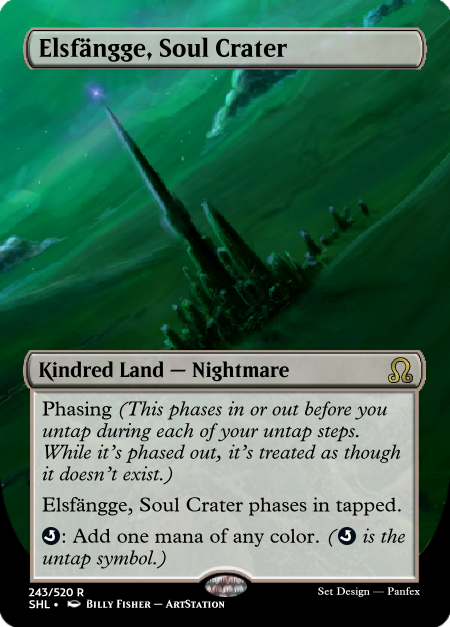 Elsfängge, Soul Crater
Kindred Land — Nightmare
Phasing (This phases in or out before you
untap during each of your untap steps.
While it's phased out, it's treated as though
it doesn't exist.)
Elsfängge, Soul Crater phases in tapped.
: Add one mana of any color. ( is the
untap symbol.)
243/520 R
Set Design — Panfex
SHL • Billy Fisher — ArtStation